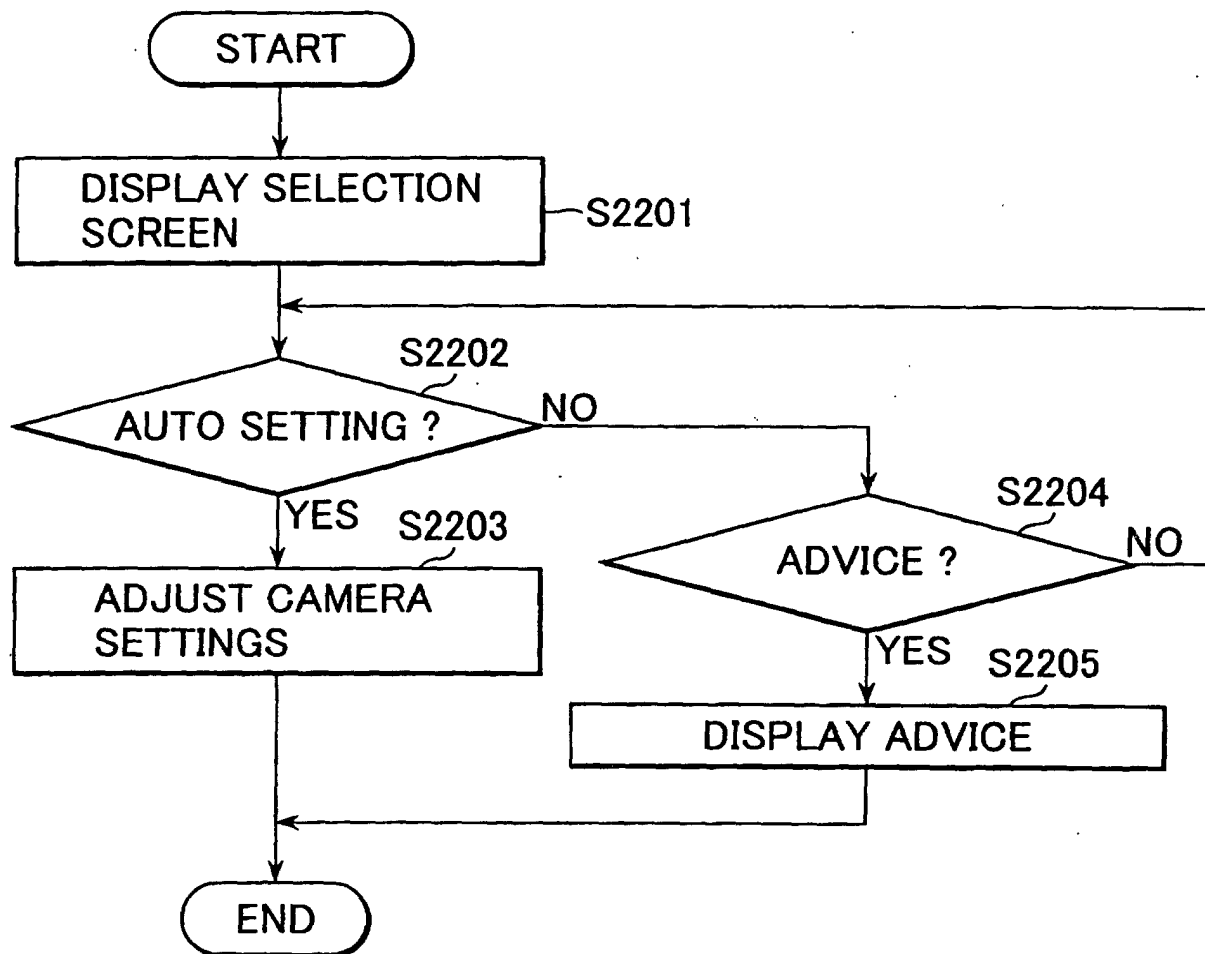 START
DISPLAY SELECTION
SCREEN
S2201
S2202
AUTO SETTING ?
NO
YES
S2204
ADVICE ?
NO
S2203
ADJUST CAMERA
SETTINGS
YES
S2205
DISPLAY ADVICE
END